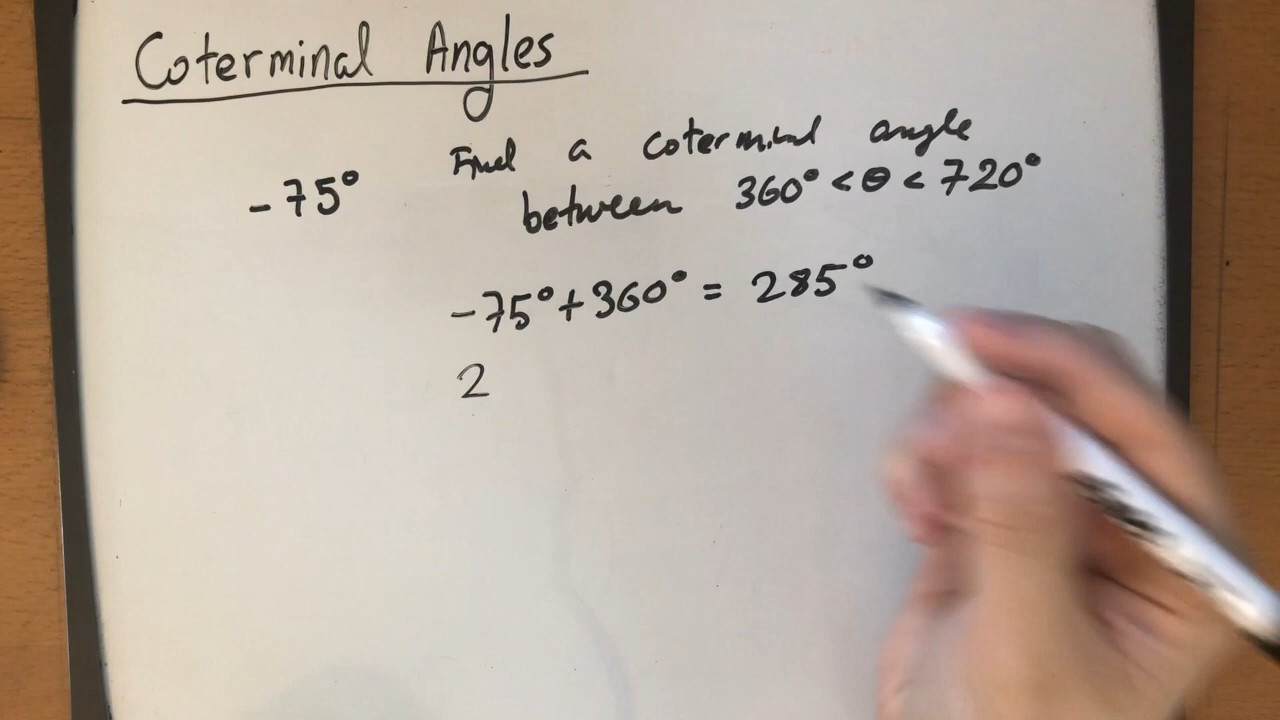 Coterminal Angles
-75° Find a coterminal angle
between 360° < θ < 720°
-75° + 360° = 285°
2